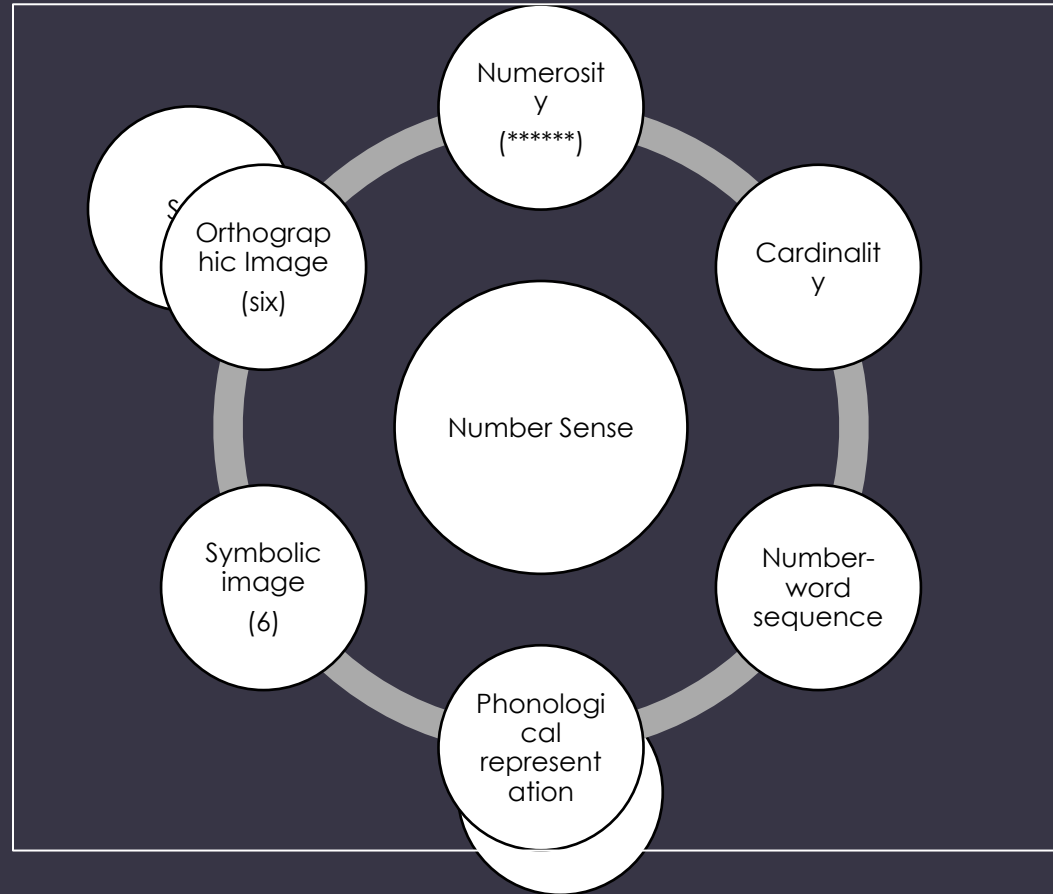 Numerosit
y
(******)
Cardinalit
y
Number-
word
sequence
Phonologi
cal
represent
ation
Symbolic
image
(6)
Orthograp
hic Image
(six)
Number Sense